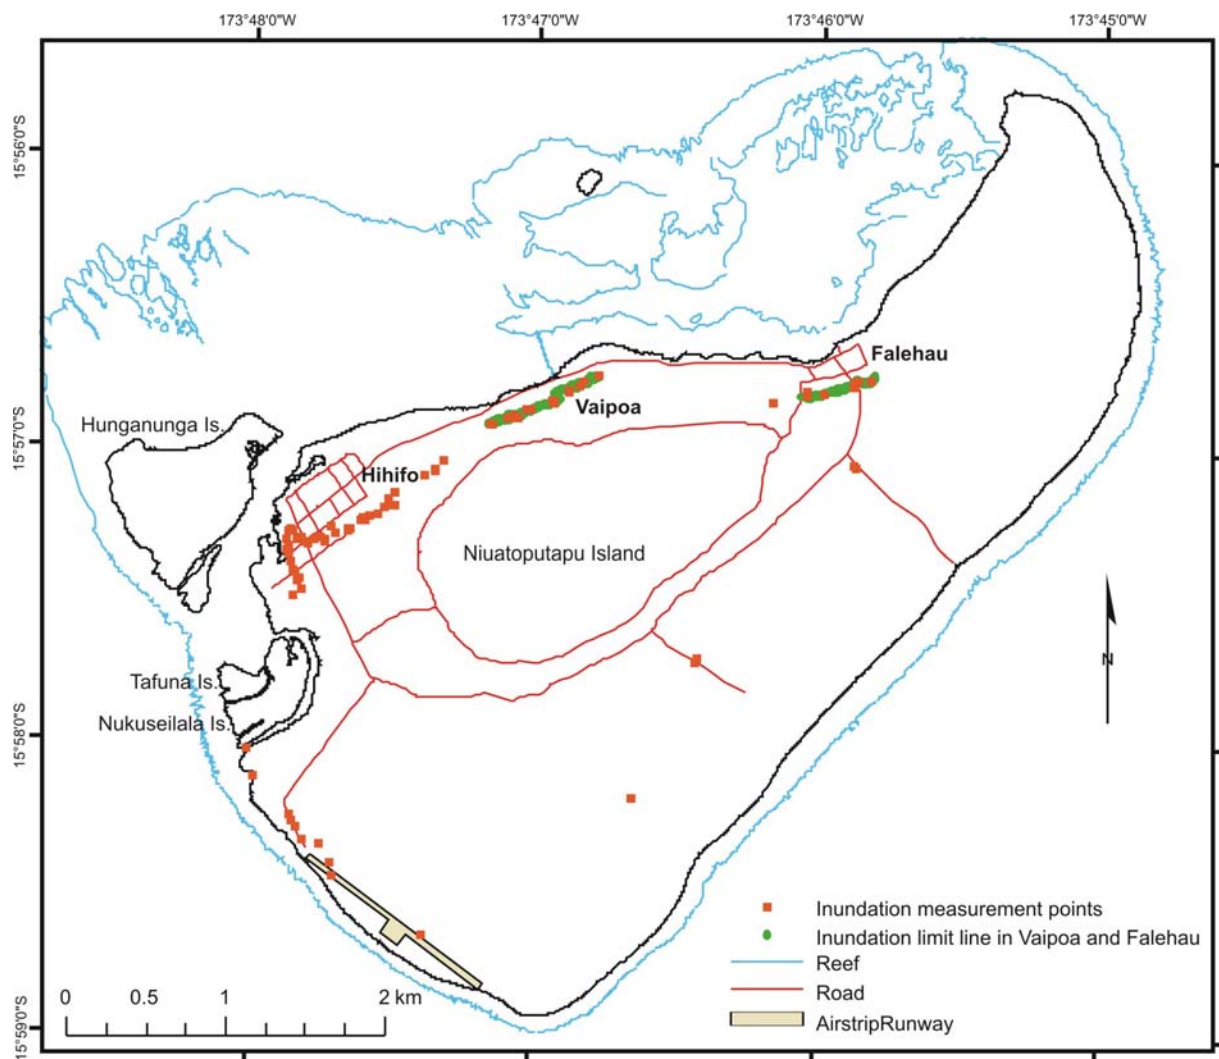 173°48'0"W 173°47'0"W 173°46'0"W 173°45'0"W
15°56'0"S
Falehau
Vaipoa
Hunganunga Is.
15°57'0"S
Hihifo
Niuatoputapu Island
N
Tafuna Is.
Nukuseilala Is.
15°58'0"S
Inundation measurement points
Inundation limit line in Vaipoa and Falehau
Reef
Road
AirstripRunway
0 0.5 1 2 km
15°59'0"S